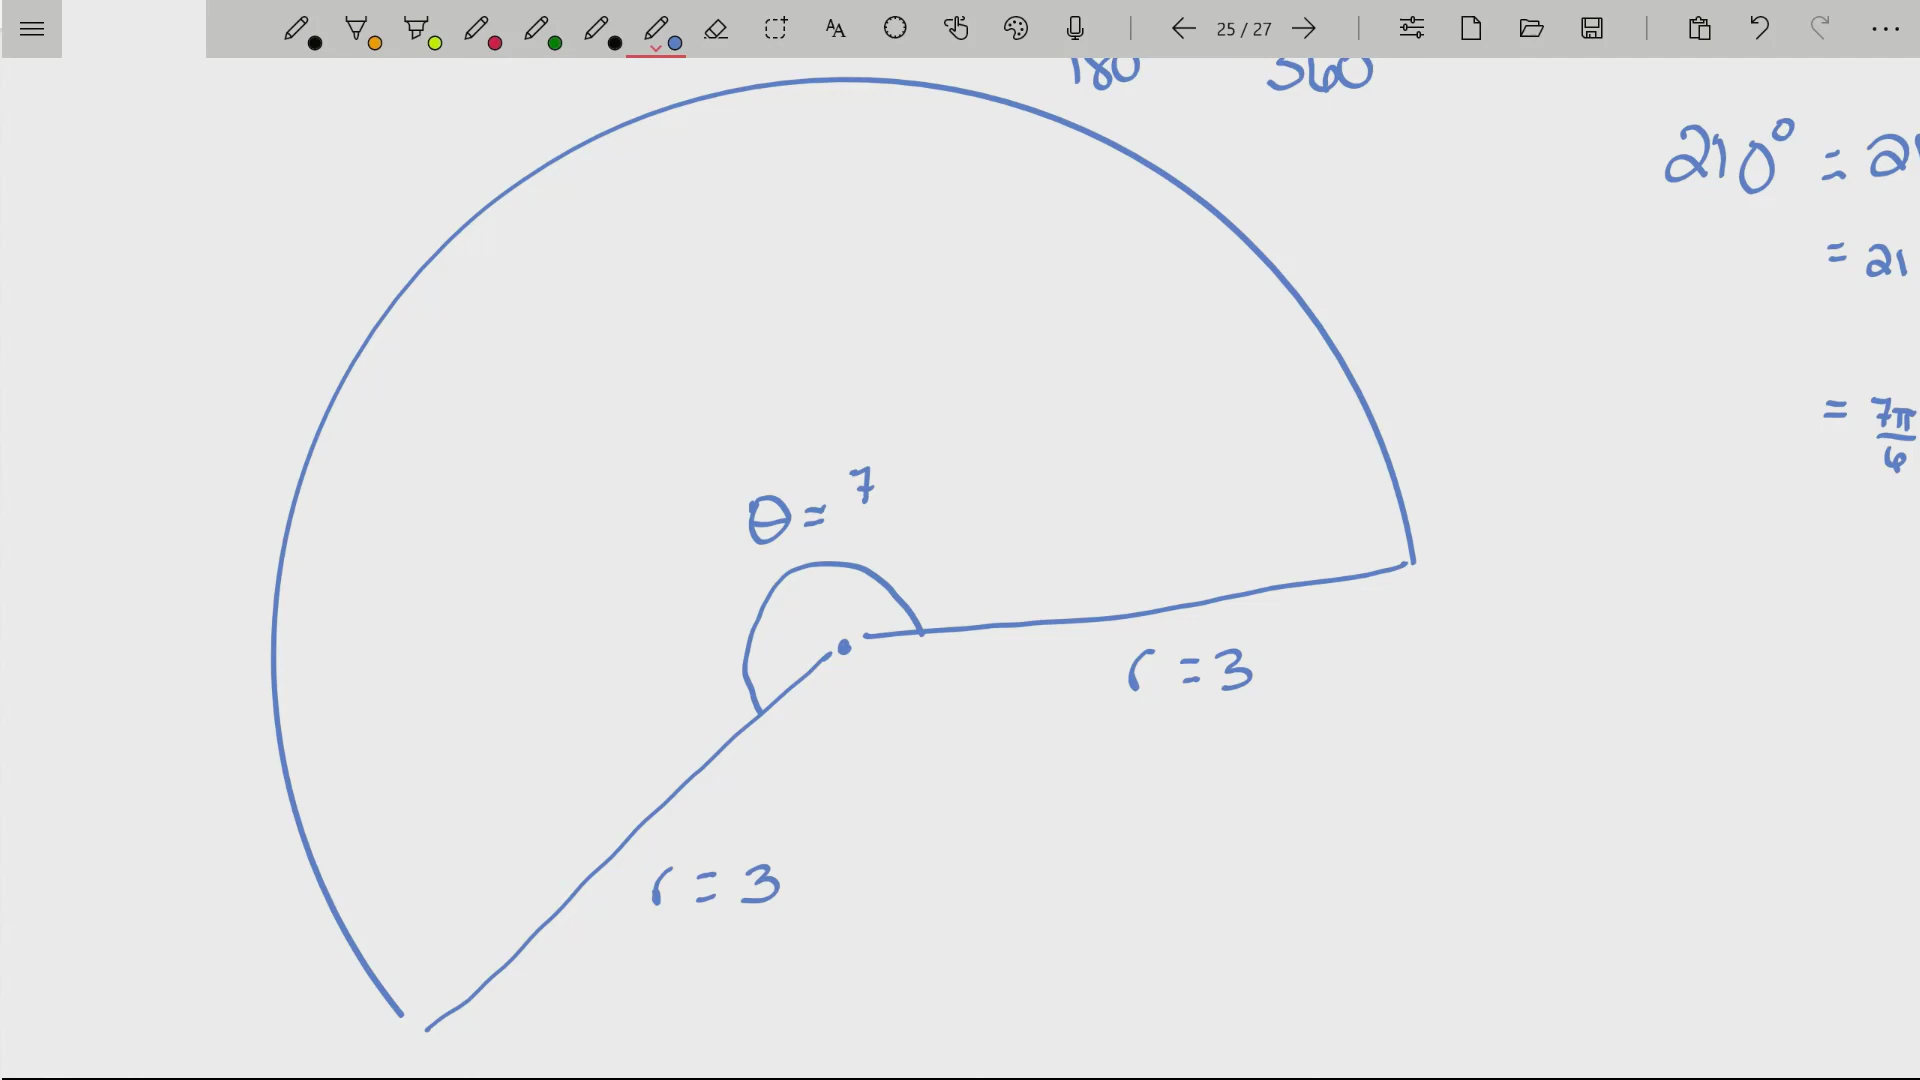 25 / 27
180 360
210° = 2
= 21
= 7π/6
θ = 7
r = 3
r = 3